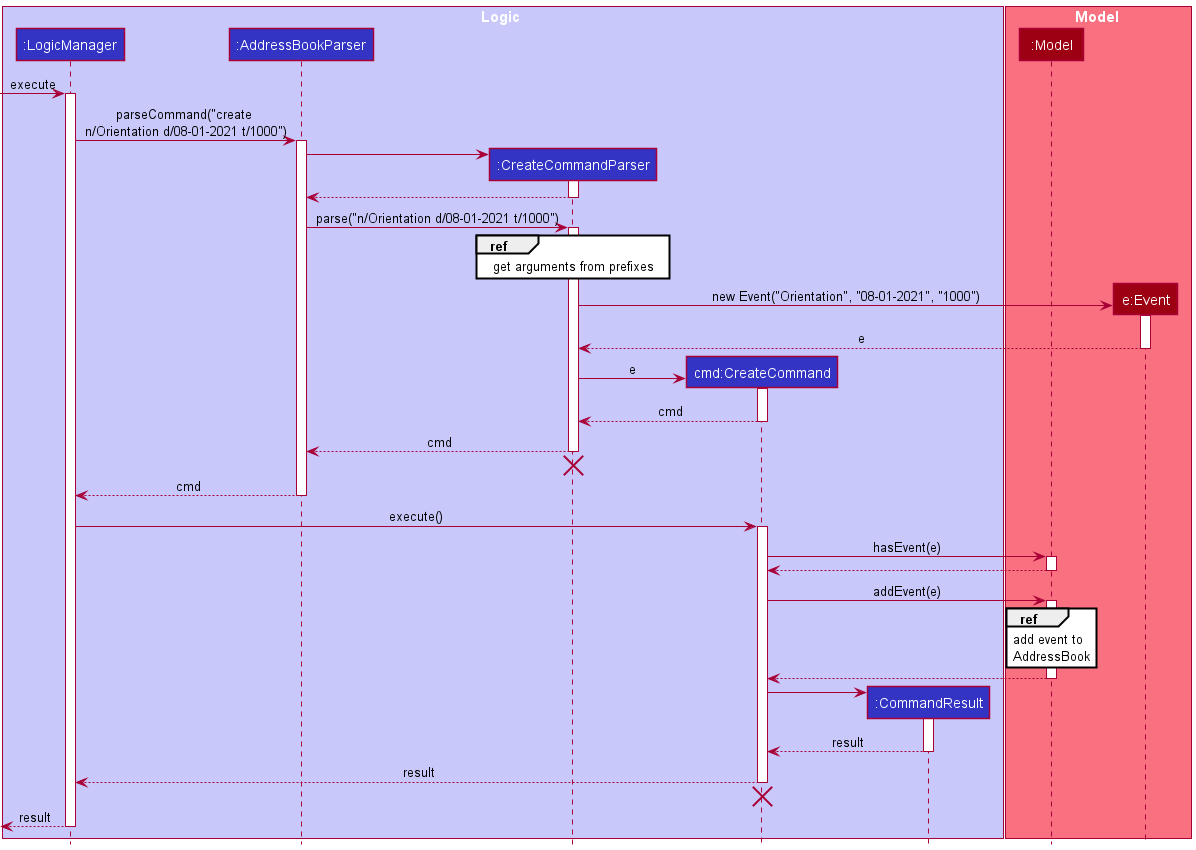 Logic
Model
:LogicManager
:AddressBookParser
:Model
execute
parseCommand("create
n/Orientation d/08-01-2021 t/1000")
:CreateCommandParser
parse("n/Orientation d/08-01-2021 t/1000")
ref
get arguments from prefixes
new Event("Orientation", "08-01-2021", "1000")
e:Event
e
e
cmd:CreateCommand
cmd
cmd
cmd
execute()
hasEvent(e)
addEvent(e)
ref
add event to
AddressBook
:CommandResult
result
result
result